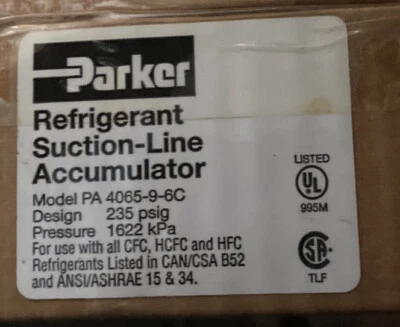 Parker
Refrigerant
Suction-Line
Accumulator
Model PA 4065-9-6C
Design 235 psig
Pressure 1622 kPa
For use with all CFC, HCFC and HFC
Refrigerants Listed in CAN/CSA B52
and ANSI/ASHRAE 15 & 34.
LISTED
UL
995M
SA
TLF